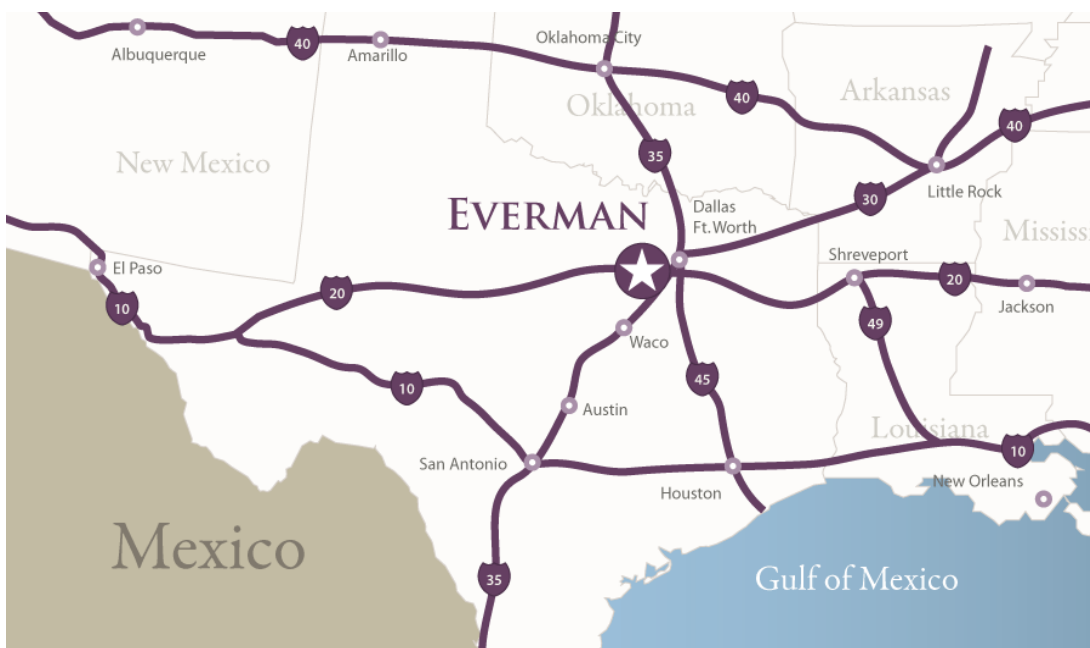 Oklahoma City
Albuquerque
40
Amarillo
40
Oklahoma
Arkansas
40
New Mexico
35
Little Rock
30
EVERMAN
Dallas
Ft. Worth
Mississi
Shreveport
El Paso
10
20
20
Jackson
49
Waco
45
10
Austin
Louisiana
10
San Antonio
Houston
New Orleans
Mexico
35
Gulf of Mexico